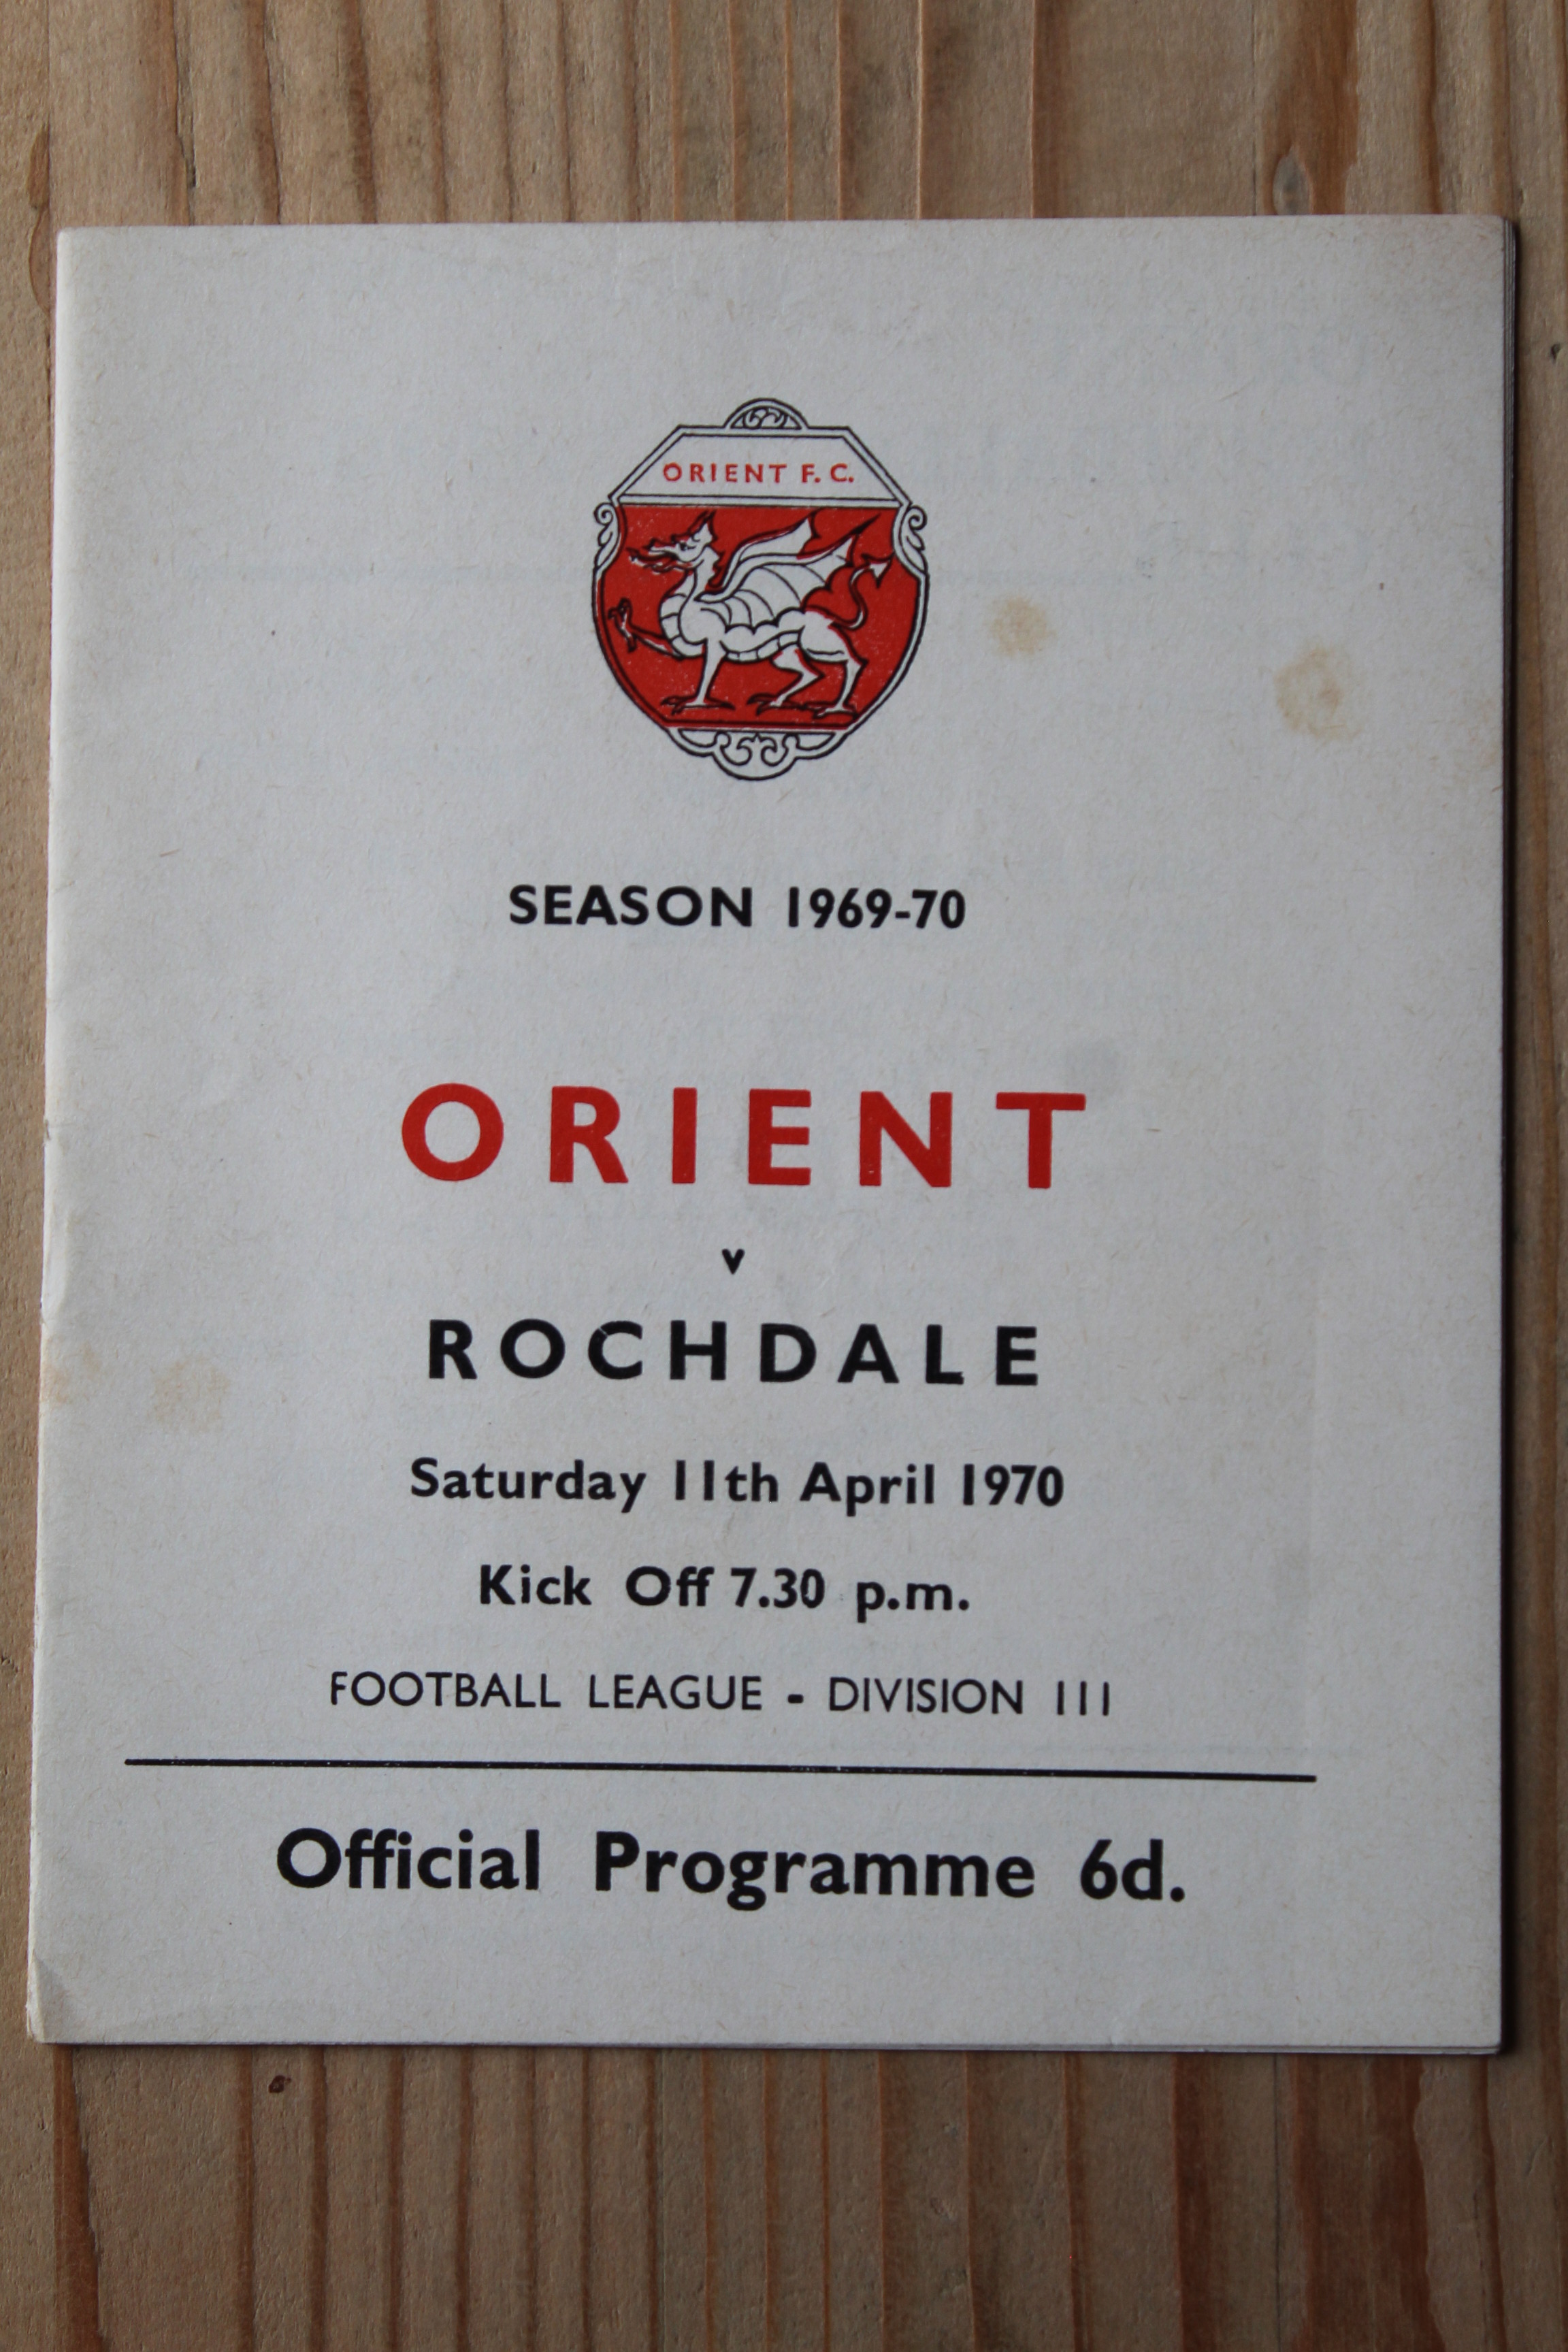 ORIENT F.C.
SEASON 1969-70
ORIENT
v
ROCHDALE
Saturday 11th April 1970
Kick Off 7.30 p.m.
FOOTBALL LEAGUE - DIVISION III
Official Programme 6d.